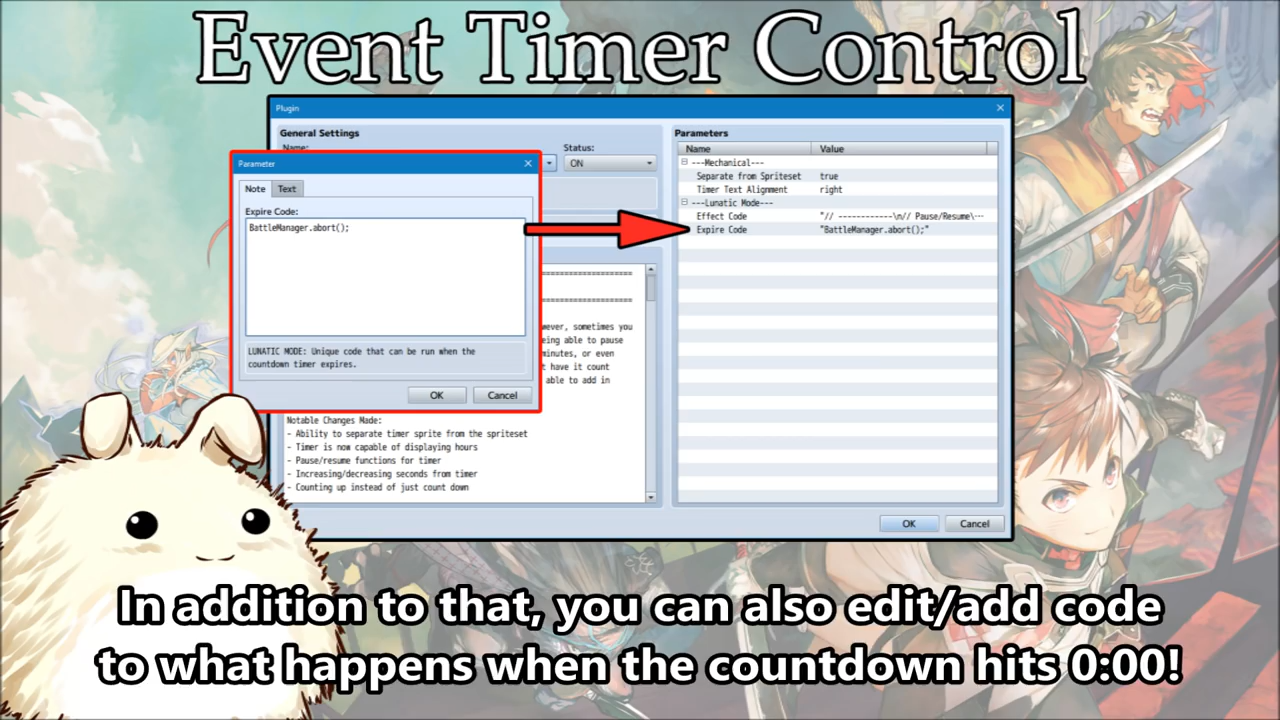 Event Timer Control
Plugin
General Settings
Name:
Status:
ON
Parameter
Note
Text
Expire Code:
BattleManager.abort();
LUNATIC MODE: Unique code that can be run when the
countdown timer expires.
OK
Cancel
================
================
wever, sometimes you
eing able to pause
minutes, or even
t have it count
able to add in
Notable Changes Made:
- Ability to separate timer sprite from the spriteset
- Timer is now capable of displaying hours
- Pause/resume functions for timer
- Increasing/decreasing seconds from timer
- Counting up instead of just count down
Parameters
Name Value
---Mechanical---
Separate from Spriteset true
Timer Text Alignment right
---Lunatic Mode---
Effect Code "// ------------\n// Pause/Resume\···
Expire Code "BattleManager.abort();"
OK
Cancel
In addition to that, you can also edit/add code
to what happens when the countdown hits 0:00!